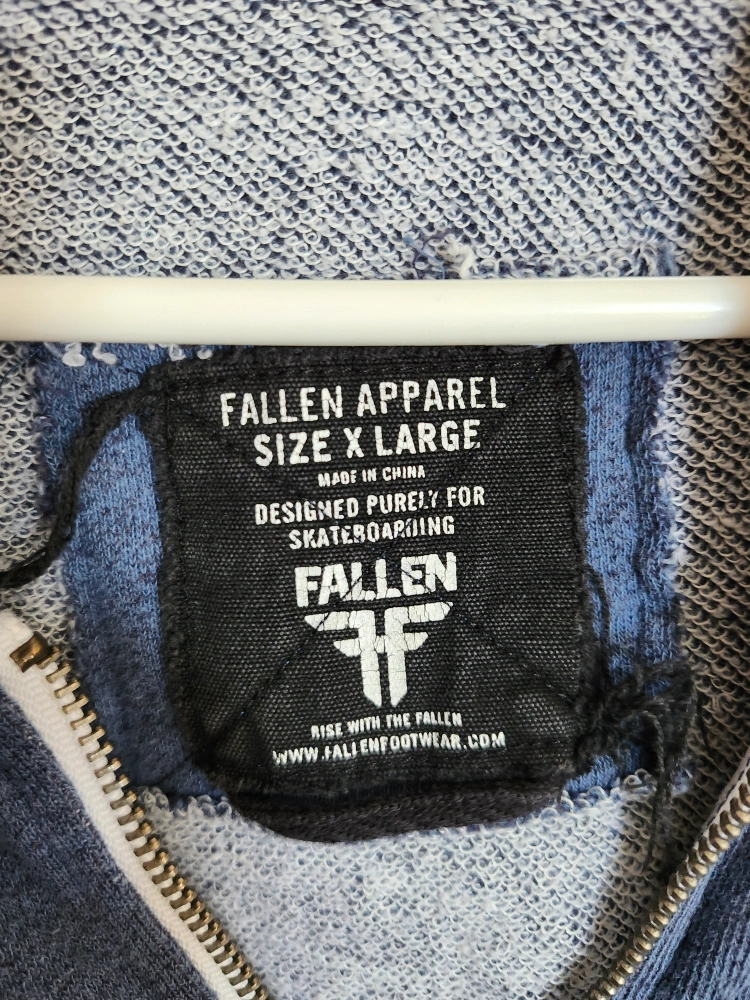 FALLEN APPAREL
SIZE X LARGE
MADE IN CHINA
DESIGNED PURELY FOR
SKATEBOARDING
FALLEN
RISE WITH THE FALLEN
WWW.FALLENFOOTWEAR.COM